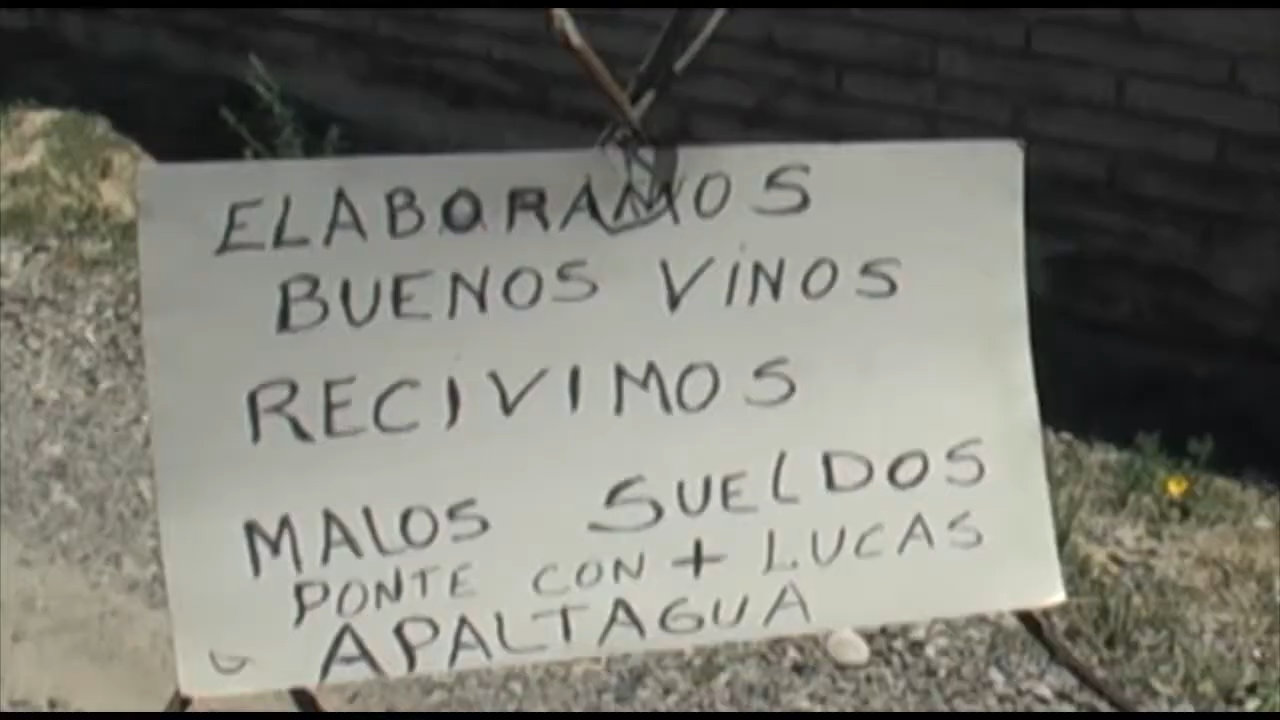 ELABORAMOS
BUENOS VINOS
RECIVIMOS
MALOS SUELDOS
PONTE CON + LUCAS
APALTAGUA